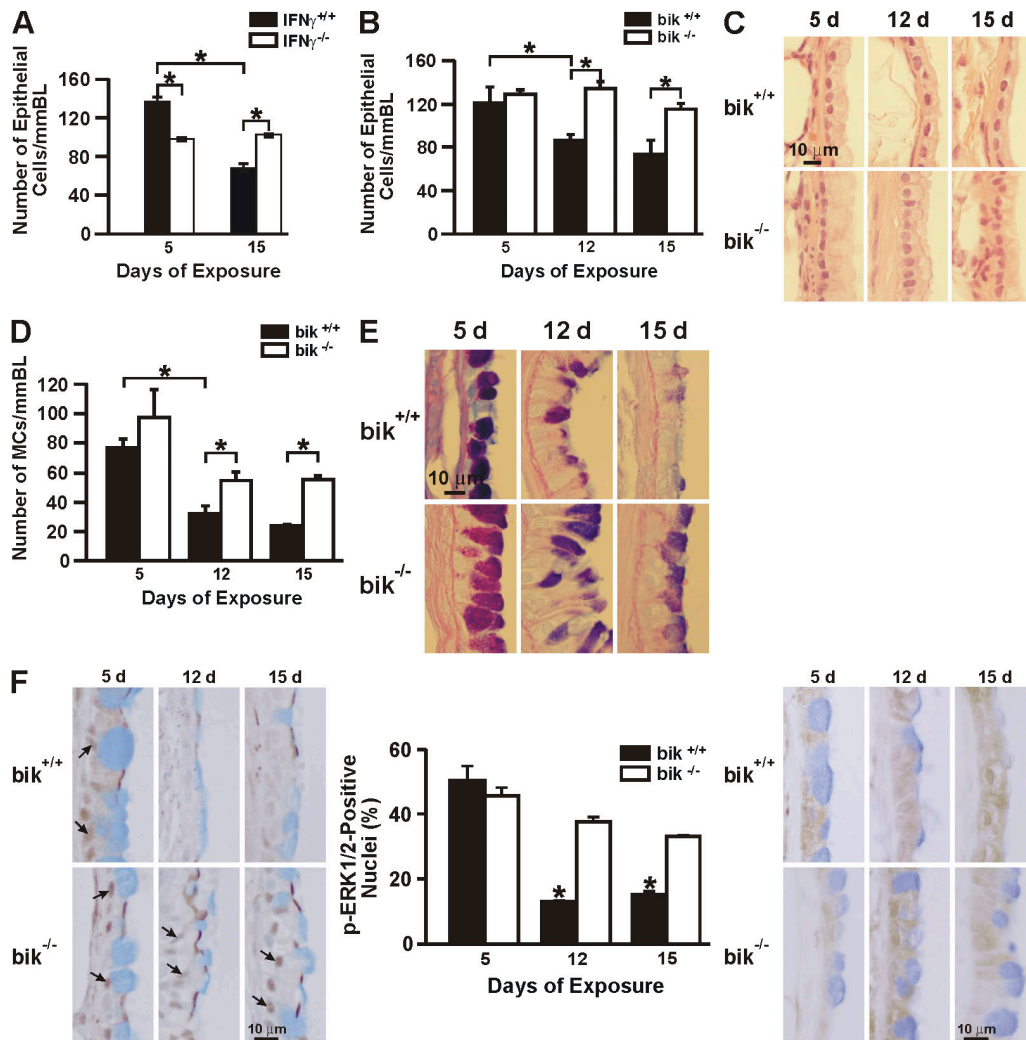 A
IFNγ+/+
IFNγ-/-
Number of Epithelial
Cells/mmBL
160
120
80
40
0
*
*
*
5
15
Days of Exposure
B
bik +/+
bik -/-
Number of Epithelial
Cells/mmBL
160
120
80
40
0
*
*
*
5
12
15
Days of Exposure
C
5 d
12 d
15 d
bik+/+
10 μm
bik-/-
D
bik +/+
bik -/-
Number of MCs/mmBL
120
100
80
60
40
20
0
*
*
*
5
12
15
Days of Exposure
E
5 d
12 d
15 d
bik+/+
10 μm
bik-/-
F
5 d
12 d
15 d
bik+/+
bik-/-
10 μm
p-ERK1/2-Positive
Nuclei (%)
60
40
20
0
bik +/+
bik -/-
*
*
5
12
15
Days of Exposure
5 d
12 d
15 d
bik+/+
bik-/-
10 μm